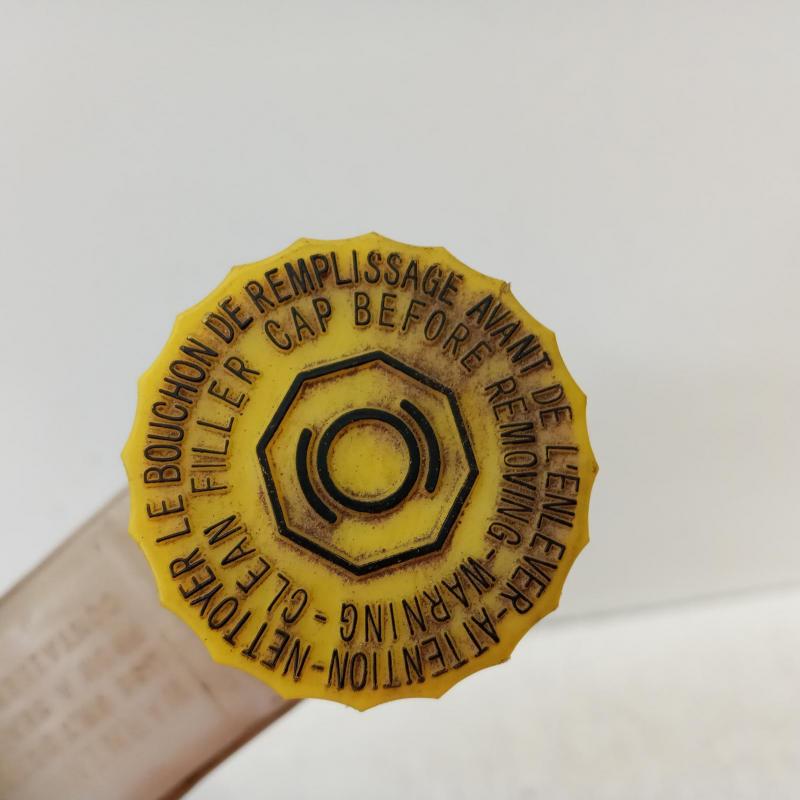 ATTENTION-NETTOYER LE BOUCHON DE REMPLISSAGE AVANT DE L'ENLEVER-
WARNING - CLEAN FILLER CAP BEFORE REMOVING-